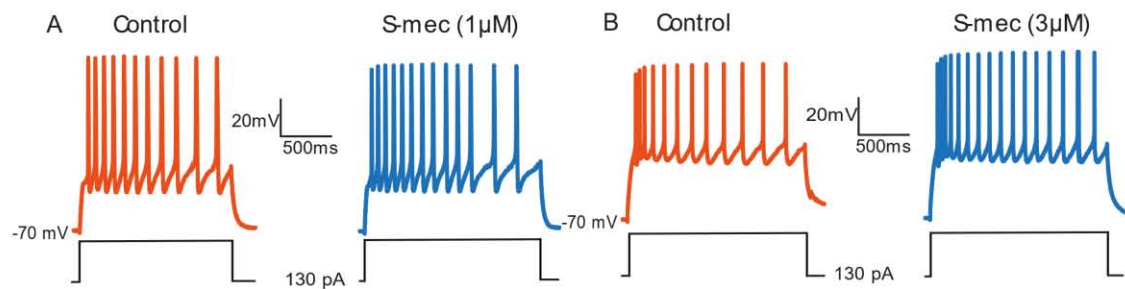 A Control S-mec (1µM) B Control S-mec (3µM)
20mV
500ms
20mV
500ms
-70 mV
-70 mV
130 pA
130 pA